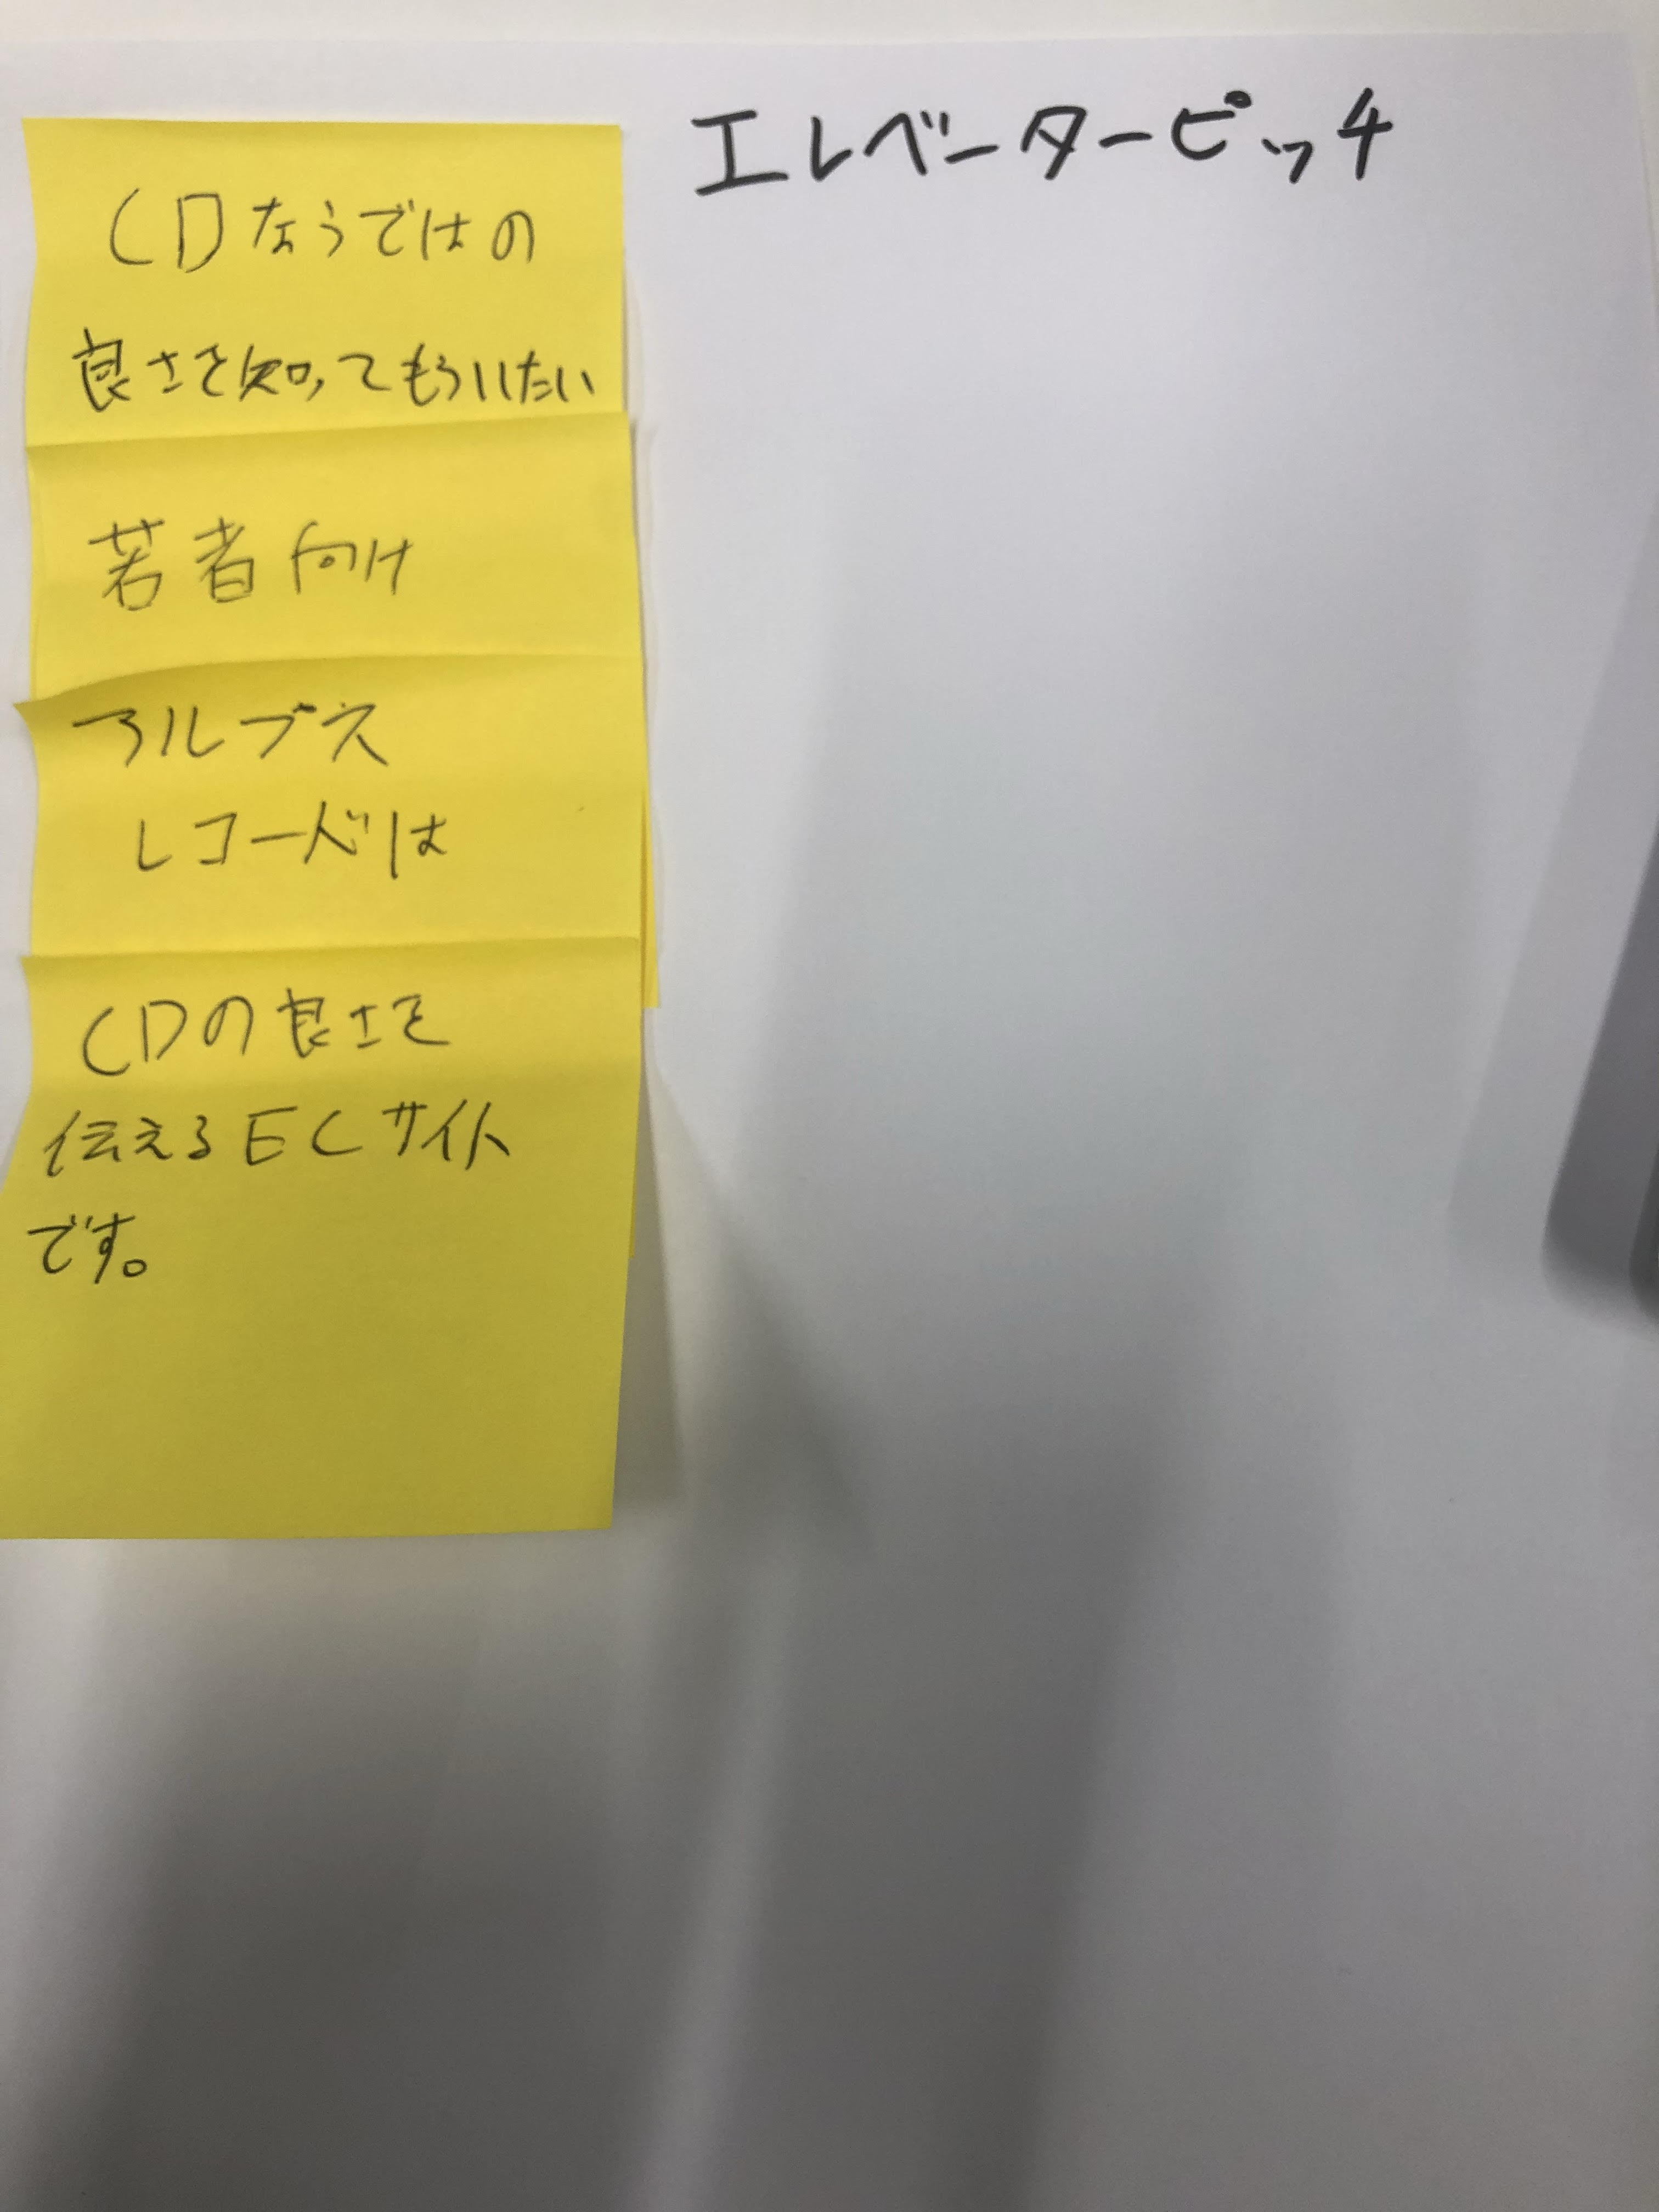 エレベーターピッチ
CDならではの
良さを知ってもらいたい
若者向け
アルプス
レコードは
CDの良さを
伝えるECサイト
です。